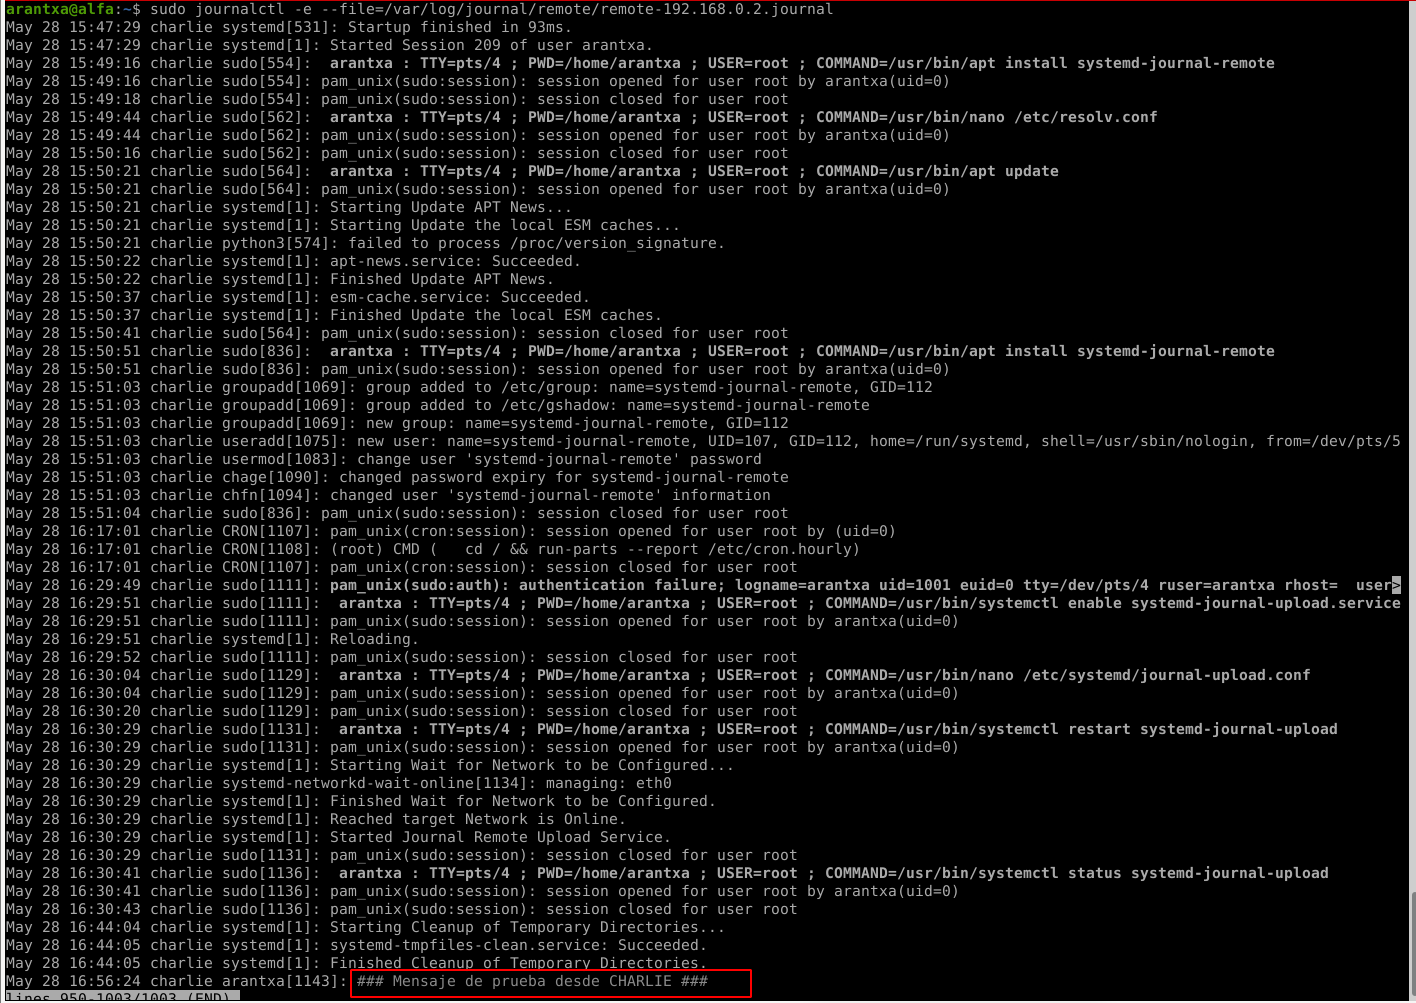 arantxa@alfa:~$ sudo journalctl -e --file=/var/log/journal/remote/remote-192.168.0.2.journal
May 28 15:47:29 charlie systemd[531]: Startup finished in 93ms.
May 28 15:47:29 charlie systemd[1]: Started Session 209 of user arantxa.
May 28 15:49:16 charlie sudo[554]:  arantxa : TTY=pts/4 ; PWD=/home/arantxa ; USER=root ; COMMAND=/usr/bin/apt install systemd-journal-remote
May 28 15:49:16 charlie sudo[554]: pam_unix(sudo:session): session opened for user root by arantxa(uid=0)
May 28 15:49:18 charlie sudo[554]: pam_unix(sudo:session): session closed for user root
May 28 15:49:44 charlie sudo[562]:  arantxa : TTY=pts/4 ; PWD=/home/arantxa ; USER=root ; COMMAND=/usr/bin/nano /etc/resolv.conf
May 28 15:49:44 charlie sudo[562]: pam_unix(sudo:session): session opened for user root by arantxa(uid=0)
May 28 15:50:16 charlie sudo[562]: pam_unix(sudo:session): session closed for user root
May 28 15:50:21 charlie sudo[564]:  arantxa : TTY=pts/4 ; PWD=/home/arantxa ; USER=root ; COMMAND=/usr/bin/apt update
May 28 15:50:21 charlie sudo[564]: pam_unix(sudo:session): session opened for user root by arantxa(uid=0)
May 28 15:50:21 charlie systemd[1]: Starting Update APT News...
May 28 15:50:21 charlie systemd[1]: Starting Update the local ESM caches...
May 28 15:50:21 charlie python3[574]: failed to process /proc/version_signature.
May 28 15:50:22 charlie systemd[1]: apt-news.service: Succeeded.
May 28 15:50:22 charlie systemd[1]: Finished Update APT News.
May 28 15:50:37 charlie systemd[1]: esm-cache.service: Succeeded.
May 28 15:50:37 charlie systemd[1]: Finished Update the local ESM caches.
May 28 15:50:41 charlie sudo[564]: pam_unix(sudo:session): session closed for user root
May 28 15:50:51 charlie sudo[836]:  arantxa : TTY=pts/4 ; PWD=/home/arantxa ; USER=root ; COMMAND=/usr/bin/apt install systemd-journal-remote
May 28 15:50:51 charlie sudo[836]: pam_unix(sudo:session): session opened for user root by arantxa(uid=0)
May 28 15:51:03 charlie groupadd[1069]: group added to /etc/group: name=systemd-journal-remote, GID=112
May 28 15:51:03 charlie groupadd[1069]: group added to /etc/gshadow: name=systemd-journal-remote
May 28 15:51:03 charlie groupadd[1069]: new group: name=systemd-journal-remote, GID=112
May 28 15:51:03 charlie useradd[1075]: new user: name=systemd-journal-remote, UID=107, GID=112, home=/run/systemd, shell=/usr/sbin/nologin, from=/dev/pts/5
May 28 15:51:03 charlie usermod[1083]: change user 'systemd-journal-remote' password
May 28 15:51:03 charlie chage[1090]: changed password expiry for systemd-journal-remote
May 28 15:51:03 charlie chfn[1094]: changed user 'systemd-journal-remote' information
May 28 15:51:04 charlie sudo[836]: pam_unix(sudo:session): session closed for user root
May 28 16:17:01 charlie CRON[1107]: pam_unix(cron:session): session opened for user root by (uid=0)
May 28 16:17:01 charlie CRON[1108]: (root) CMD (   cd / && run-parts --report /etc/cron.hourly)
May 28 16:17:01 charlie CRON[1107]: pam_unix(cron:session): session closed for user root
May 28 16:29:49 charlie sudo[1111]: pam_unix(sudo:auth): authentication failure; logname=arantxa uid=1001 euid=0 tty=/dev/pts/4 ruser=arantxa rhost=  user>
May 28 16:29:51 charlie sudo[1111]:  arantxa : TTY=pts/4 ; PWD=/home/arantxa ; USER=root ; COMMAND=/usr/bin/systemctl enable systemd-journal-upload.service
May 28 16:29:51 charlie sudo[1111]: pam_unix(sudo:session): session opened for user root by arantxa(uid=0)
May 28 16:29:51 charlie systemd[1]: Reloading.
May 28 16:29:52 charlie sudo[1111]: pam_unix(sudo:session): session closed for user root
May 28 16:30:04 charlie sudo[1129]:  arantxa : TTY=pts/4 ; PWD=/home/arantxa ; USER=root ; COMMAND=/usr/bin/nano /etc/systemd/journal-upload.conf
May 28 16:30:04 charlie sudo[1129]: pam_unix(sudo:session): session opened for user root by arantxa(uid=0)
May 28 16:30:20 charlie sudo[1129]: pam_unix(sudo:session): session closed for user root
May 28 16:30:29 charlie sudo[1131]:  arantxa : TTY=pts/4 ; PWD=/home/arantxa ; USER=root ; COMMAND=/usr/bin/systemctl restart systemd-journal-upload
May 28 16:30:29 charlie sudo[1131]: pam_unix(sudo:session): session opened for user root by arantxa(uid=0)
May 28 16:30:29 charlie systemd[1]: Starting Wait for Network to be Configured...
May 28 16:30:29 charlie systemd-networkd-wait-online[1134]: managing: eth0
May 28 16:30:29 charlie systemd[1]: Finished Wait for Network to be Configured.
May 28 16:30:29 charlie systemd[1]: Reached target Network is Online.
May 28 16:30:29 charlie systemd[1]: Started Journal Remote Upload Service.
May 28 16:30:29 charlie sudo[1131]: pam_unix(sudo:session): session closed for user root
May 28 16:30:41 charlie sudo[1136]:  arantxa : TTY=pts/4 ; PWD=/home/arantxa ; USER=root ; COMMAND=/usr/bin/systemctl status systemd-journal-upload
May 28 16:30:41 charlie sudo[1136]: pam_unix(sudo:session): session opened for user root by arantxa(uid=0)
May 28 16:30:43 charlie sudo[1136]: pam_unix(sudo:session): session closed for user root
May 28 16:44:04 charlie systemd[1]: Starting Cleanup of Temporary Directories...
May 28 16:44:05 charlie systemd[1]: systemd-tmpfiles-clean.service: Succeeded.
May 28 16:44:05 charlie systemd[1]: Finished Cleanup of Temporary Directories.
May 28 16:56:24 charlie arantxa[1143]: ### Mensaje de prueba desde CHARLIE ###
lines 950-1003/1003 (END)